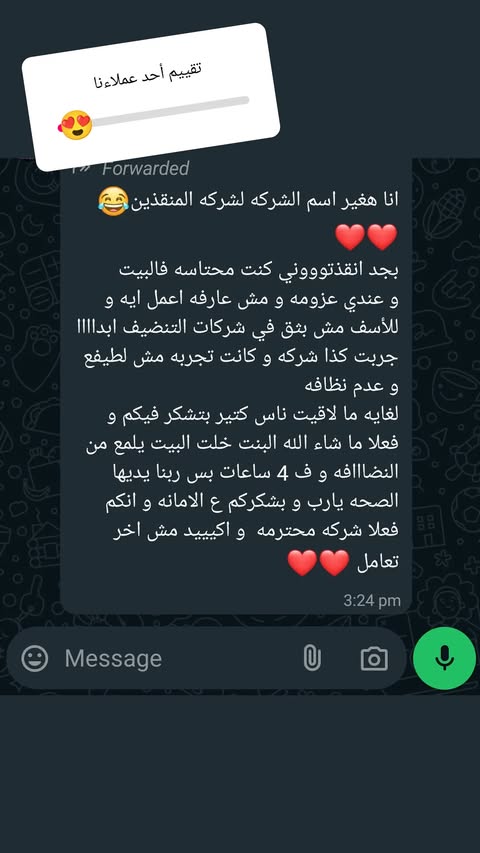 تقييم أحد عملاءنا
Forwarded
انا هغير اسم الشركه لشركه المنقذين😂
❤️❤️
بجد انقذتوووني كنت محتاسه فالبيت
و عندي عزومه و مش عارفه اعمل ايه و
للأسف مش بثق في شركات التنضيف ابداااا
جربت كذا شركه و كانت تجربه مش لطيفع
و عدم نظافه
لغايه ما لاقيت ناس كتير بتشكر فيكم و
فعلا ما شاء الله البنت خلت البيت يلمع من
النضاااافه و ف 4 ساعات بس ربنا يديها
الصحه يارب و بشكركم ع الامانه و انكم
فعلا شركه محترمه و اكيييد مش اخر
تعامل ❤️❤️
3:24 pm
Message